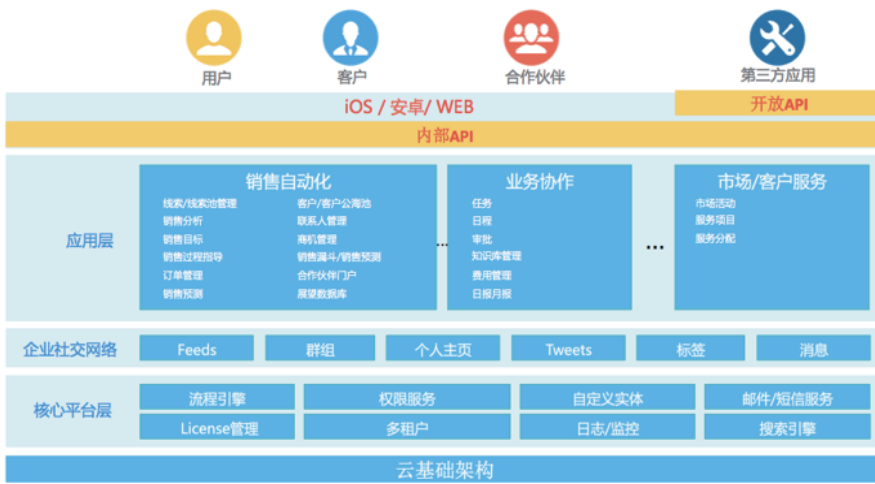 用户
客户
合作伙伴
第三方应用
iOS / 安卓/ WEB
开放API
内部API
应用层
销售自动化
线索/线索池管理
客户/客户公海池
销售分析
联系人管理
销售目标
商机管理
销售过程指导
销售漏斗/销售预测
订单管理
合作伙伴门户
销售预测
展望数据库
...
业务协作
任务
日程
审批
知识库管理
费用管理
日报月报
...
市场/客户服务
市场活动
服务项目
服务分配
企业社交网络
Feeds
群组
个人主页
Tweets
标签
消息
核心平台层
流程引擎
权限服务
自定义实体
邮件/短信服务
License管理
多租户
日志/监控
搜索引擎
云基础架构